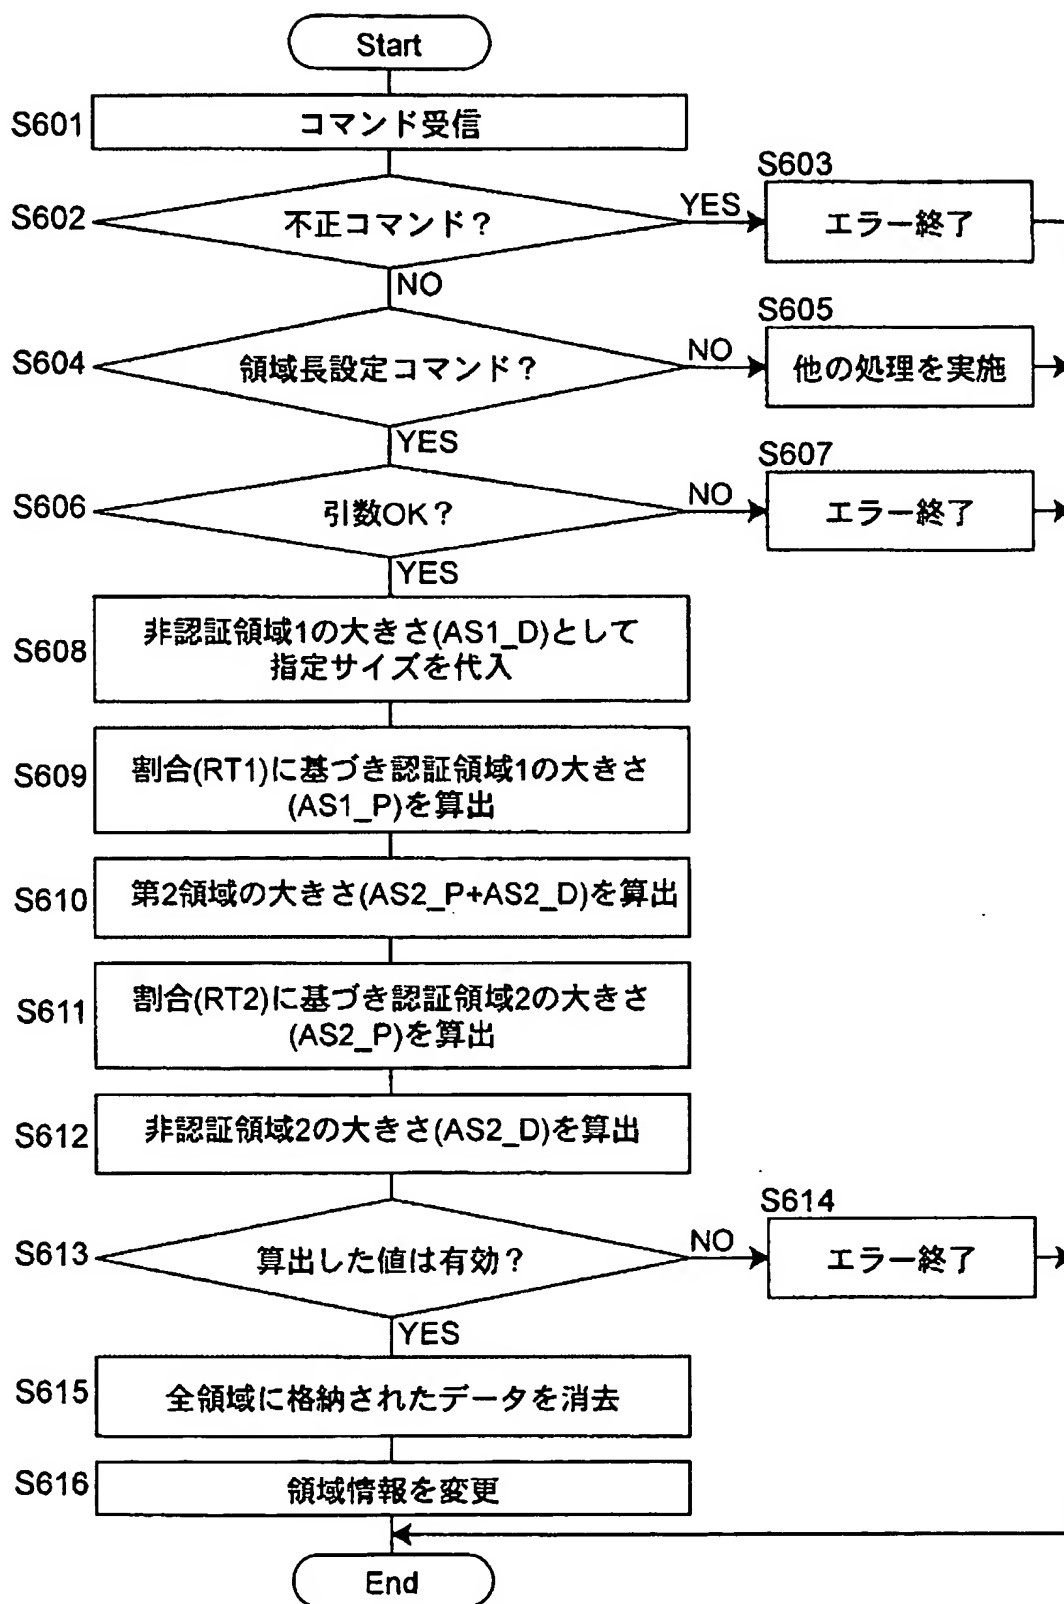 Start
S601
コマンド受信
S602
不正コマンド?
YES
S603
エラー終了
NO
S604
領域長設定コマンド?
NO
S605
他の処理を実施
YES
S606
引数OK?
NO
S607
エラー終了
YES
S608
非認証領域1の大きさ(AS1_D)として
指定サイズを代入
S609
割合(RT1)に基づき認証領域1の大きさ
(AS1_P)を算出
S610
第2領域の大きさ(AS2_P+AS2_D)を算出
S611
割合(RT2)に基づき認証領域2の大きさ
(AS2_P)を算出
S612
非認証領域2の大きさ(AS2_D)を算出
S613
算出した値は有効?
NO
S614
エラー終了
YES
S615
全領域に格納されたデータを消去
S616
領域情報を変更
End